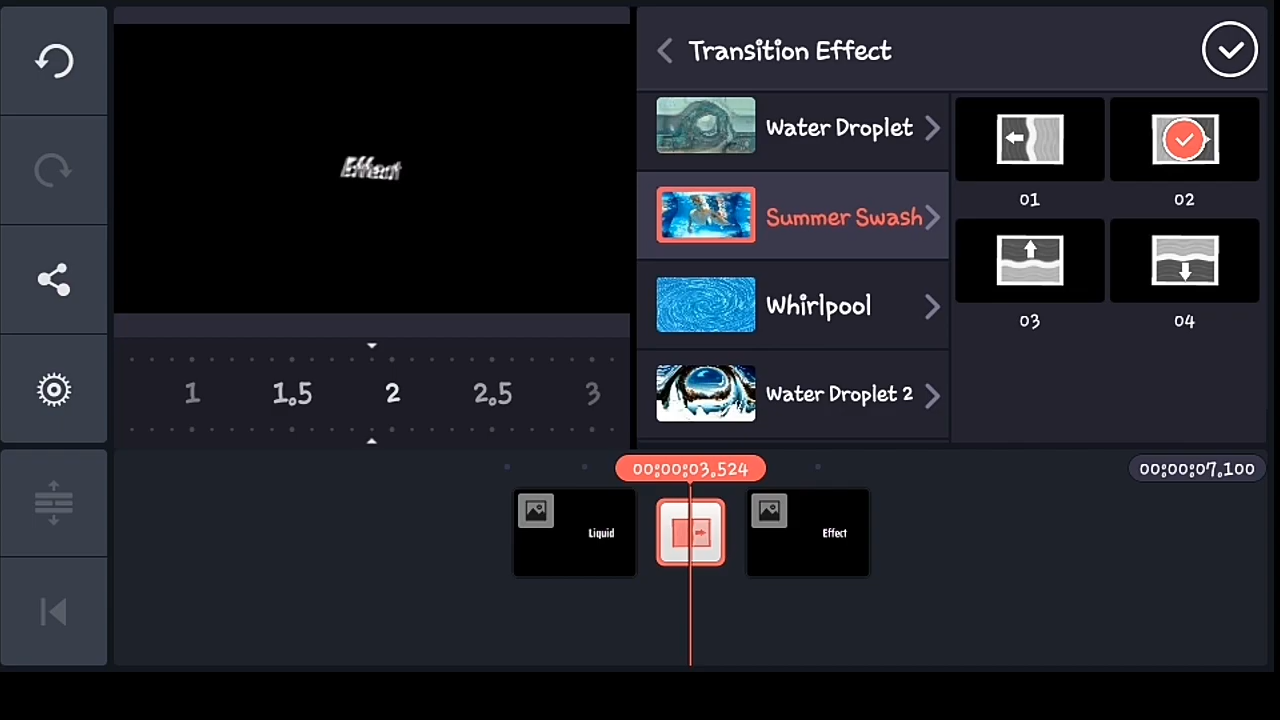 Transition Effect
Effect
Water Droplet
Summer Swash
Whirlpool
Water Droplet 2
01
02
03
04
1 1.5 2 2.5 3
00:00:03.524
00:00:07.100
Liquid
Effect